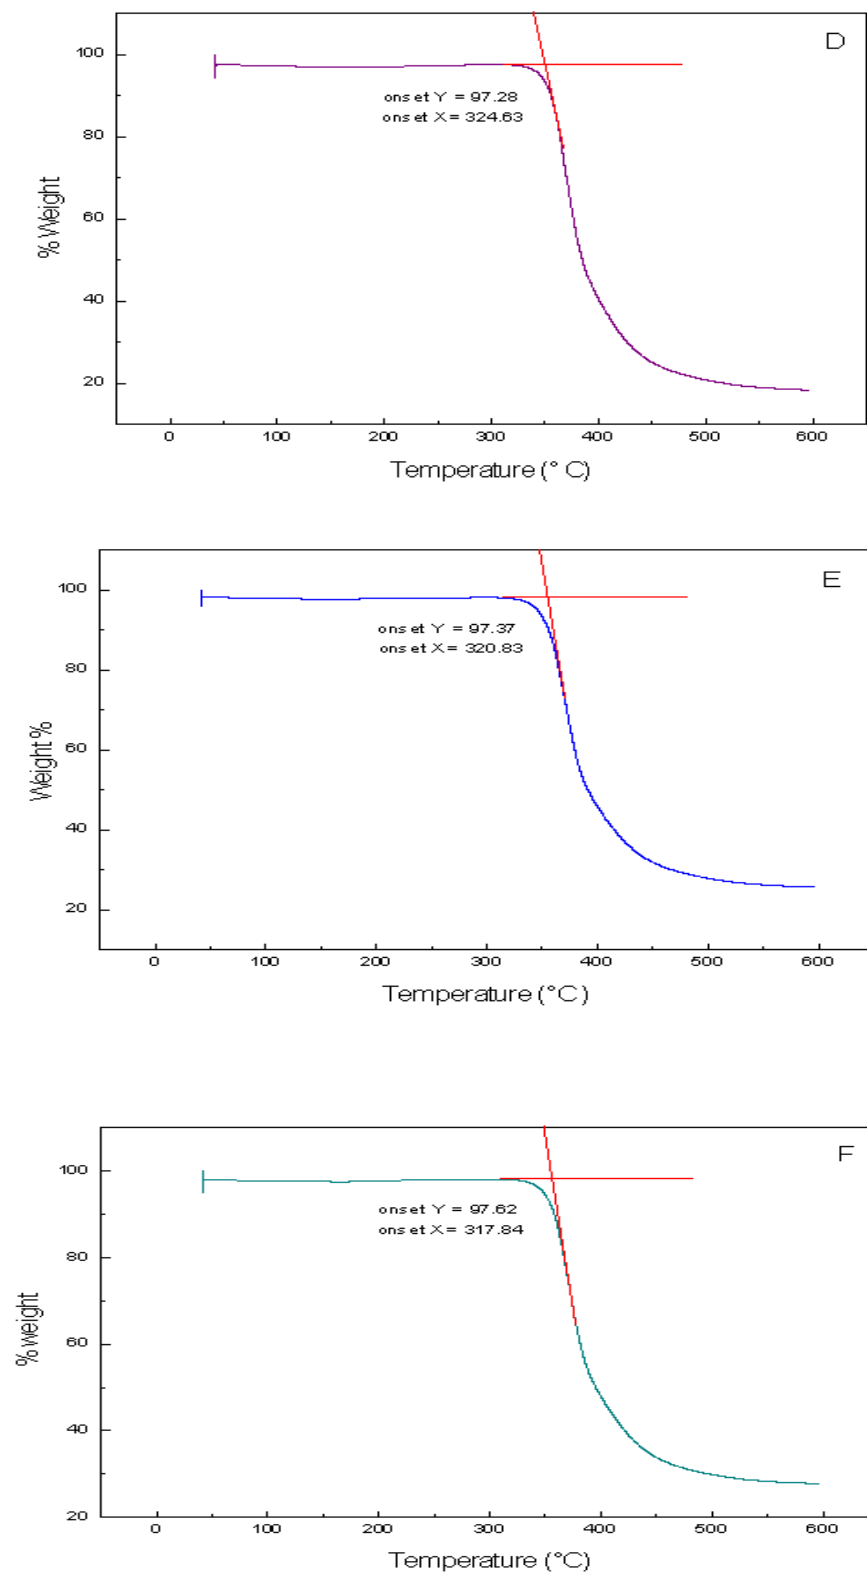 D
100
80
60
40
20
onset Y = 97.28
onset X = 324.63
% Weight
0 100 200 300 400 500 600
Temperature (° C)
E
100
80
60
40
20
onset Y = 97.37
onset X = 320.83
Weight %
0 100 200 300 400 500 600
Temperature (°C)
F
100
80
60
40
20
onset Y = 97.62
onset X = 317.84
% weight
0 100 200 300 400 500 600
Temperature (°C)